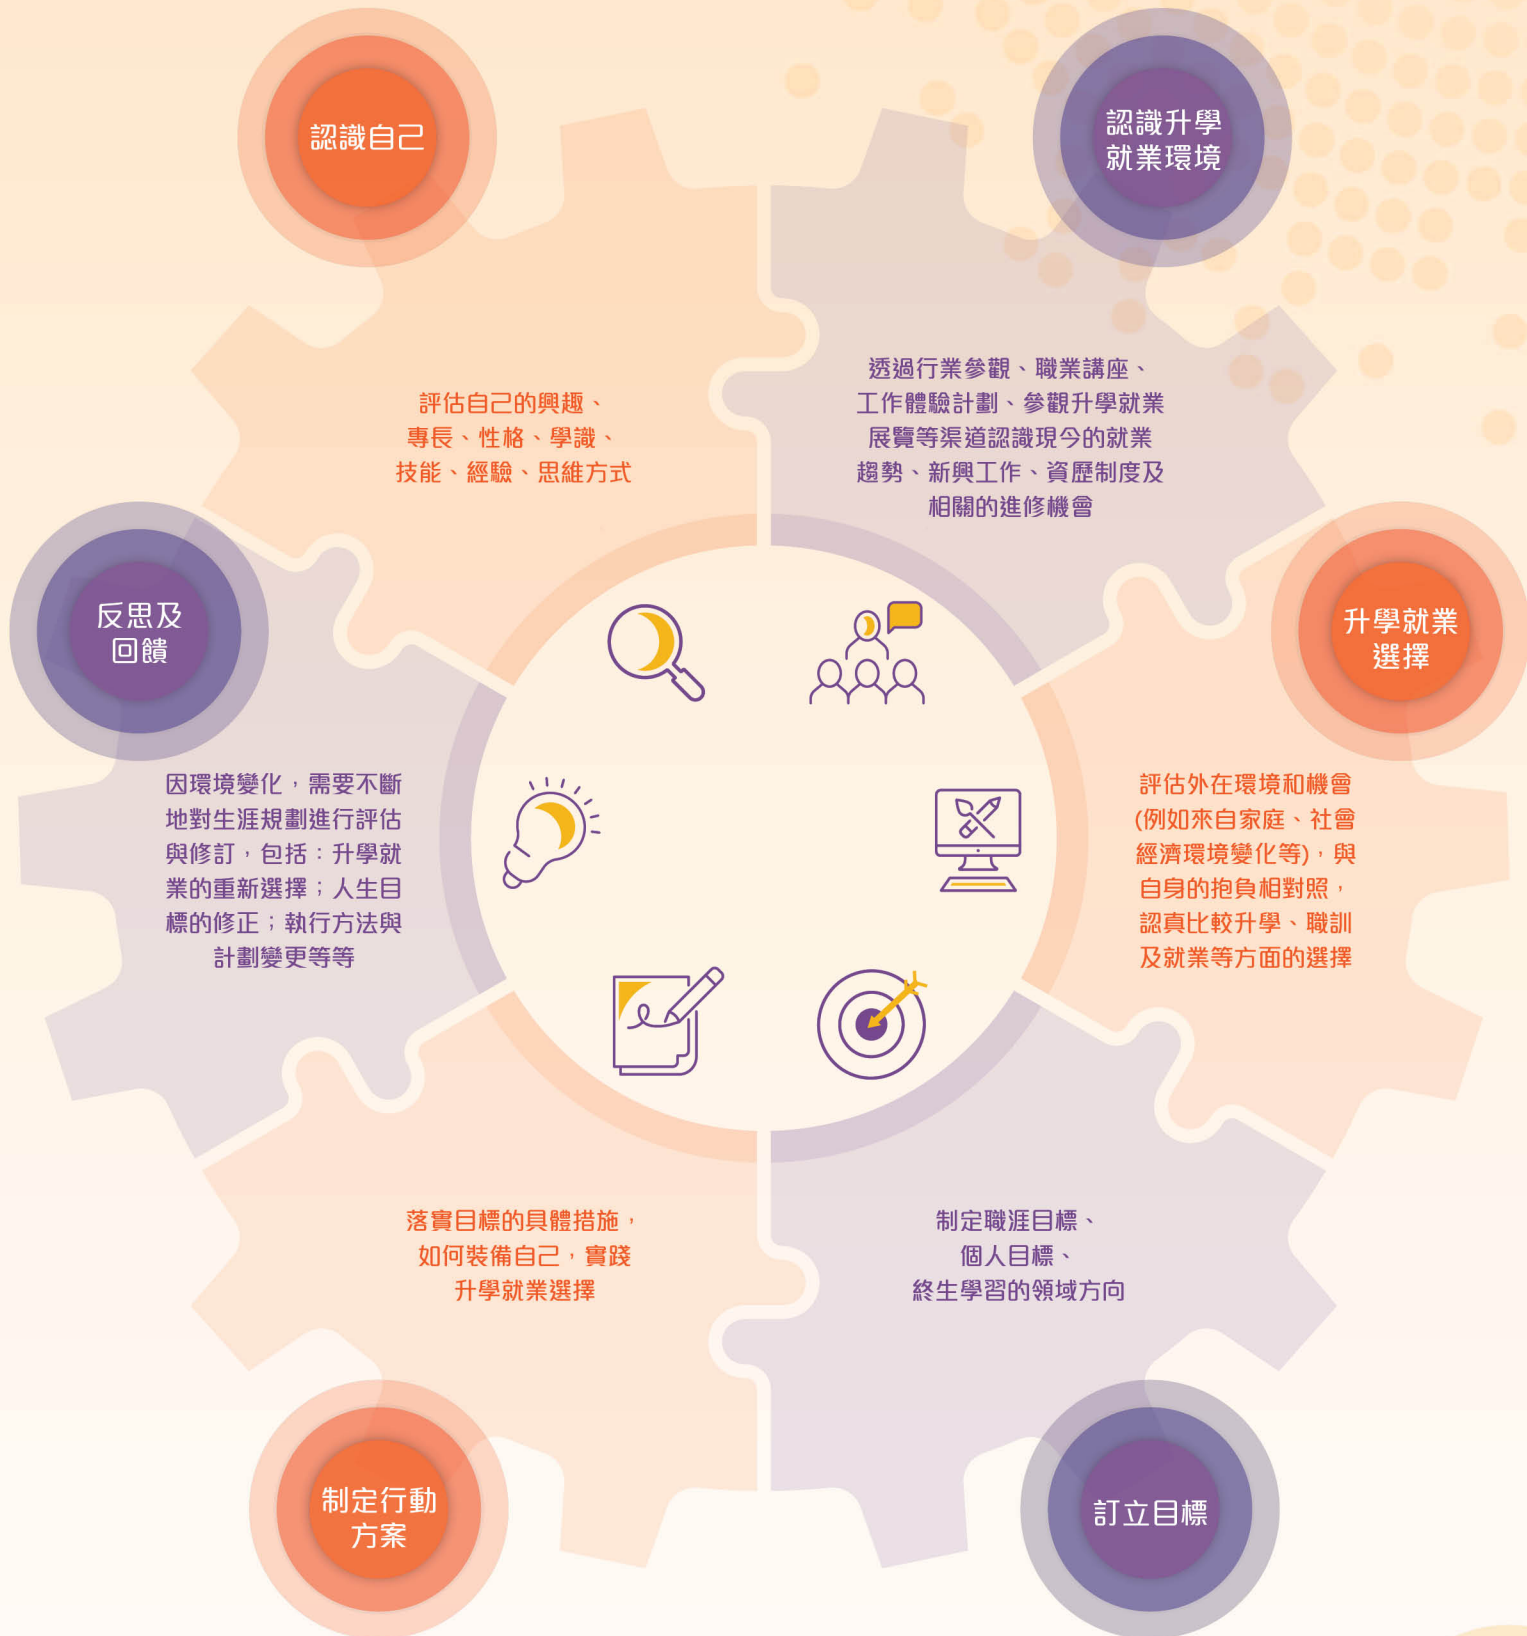 認識自己
評估自己的興趣、
專長、性格、學識、
技能、經驗、思維方式
認識升學
就業環境
透過行業參觀、職業講座、
工作體驗計劃、參觀升學就業
展覽等渠道認識現今的就業
趨勢、新興工作、資歷制度及
相關的進修機會
升學就業
選擇
評估外在環境和機會
(例如來自家庭、社會
經濟環境變化等)，與
自身的抱負相對照，
認真比較升學、職訓
及就業等方面的選擇
訂立目標
制定職涯目標、
個人目標、
終生學習的領域方向
制定行動
方案
落實目標的具體措施，
如何裝備自己，實踐
升學就業選擇
反思及
回饋
因環境變化，需要不斷
地對生涯規劃進行評估
與修訂，包括：升學就
業的重新選擇；人生目
標的修正；執行方法與
計劃變更等等